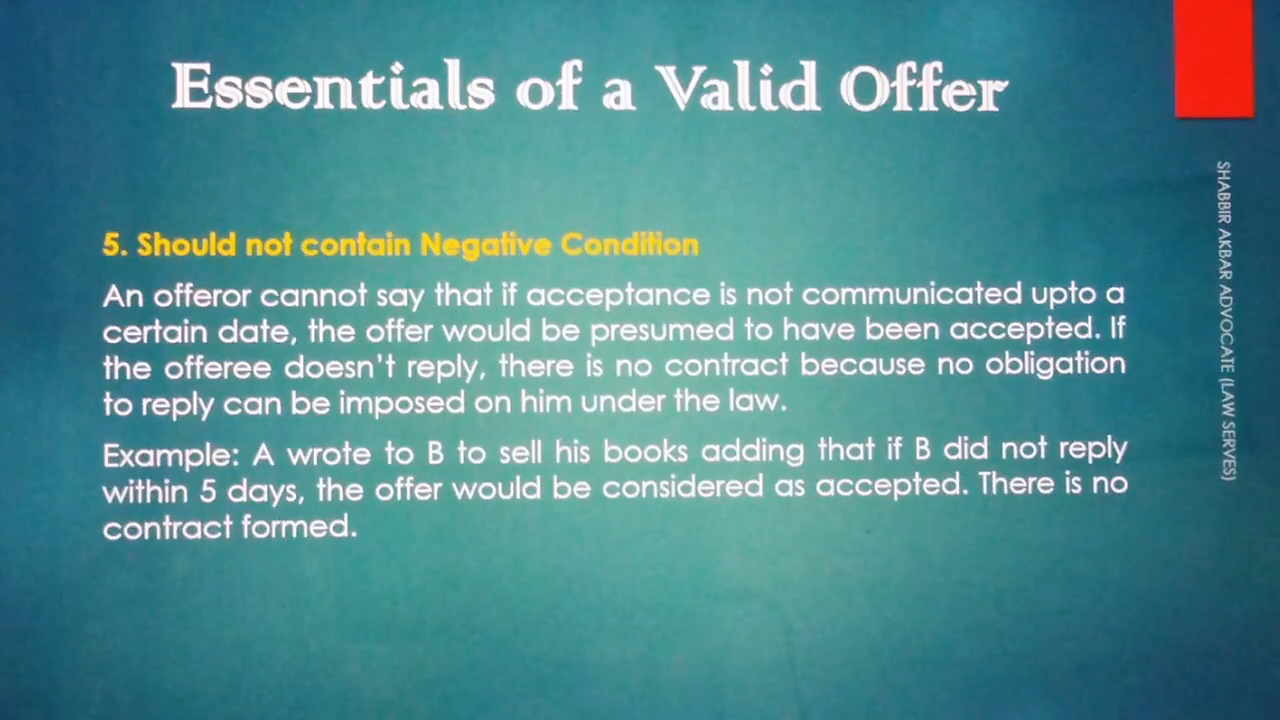 Essentials of a Valid Offer
5. Should not contain Negative Condition
An offeror cannot say that if acceptance is not communicated upto a
certain date, the offer would be presumed to have been accepted. If
the offeree doesn't reply, there is no contract because no obligation
to reply can be imposed on him under the law.
Example: A wrote to B to sell his books adding that if B did not reply
within 5 days, the offer would be considered as accepted. There is no
contract formed.
SHABBIR AKBAR ADVOCATE (LAW SERVES)